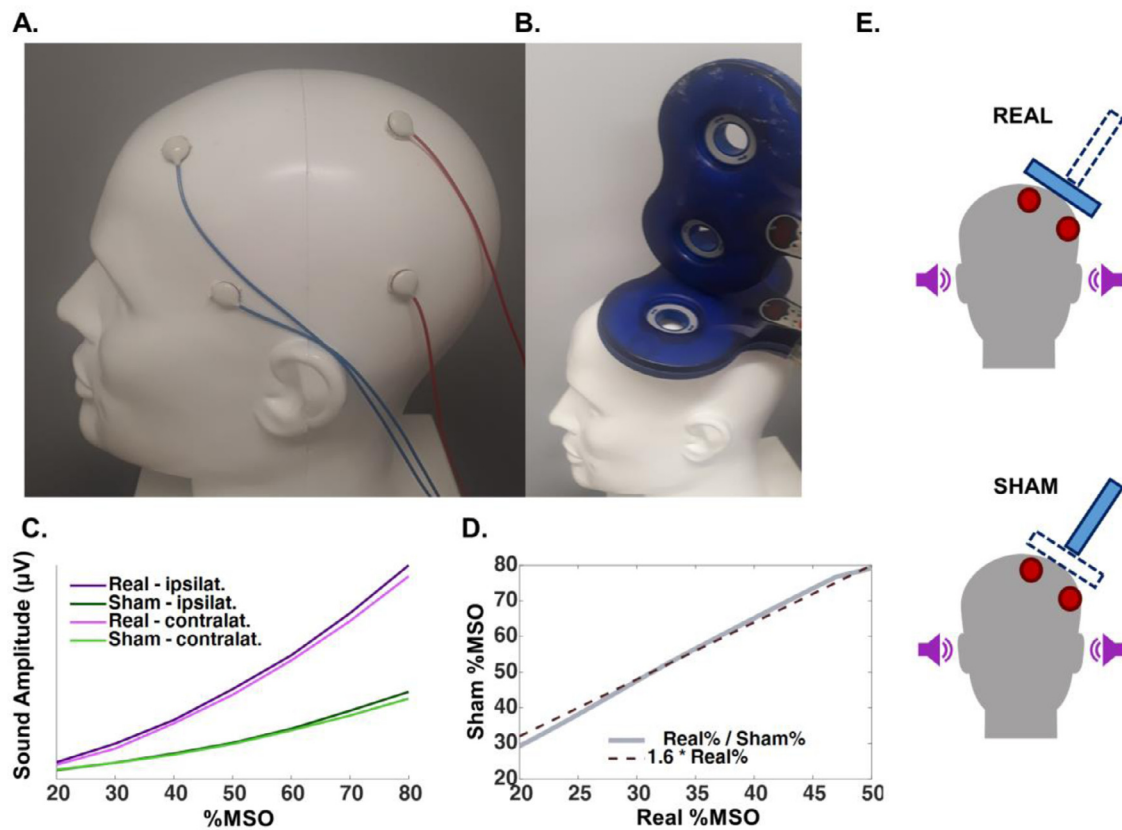 A.
B.
E.
REAL
SHAM
C.
Sound Amplitude (µV)
Real - ipsilat.
Sham - ipsilat.
Real - contralat.
Sham - contralat.
20 30 40 50 60 70 80
%MSO
D.
Sham %MSO
80
70
60
50
40
30
20
Real% / Sham%
1.6 * Real%
20 25 30 35 40 45 50
Real %MSO